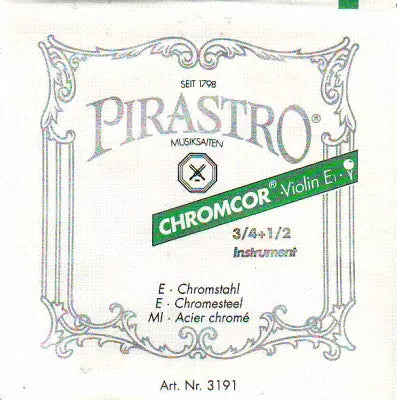 SEIT 1798
PIRASTRO®
MUSIKSAITEN
CHROMCOR® -Violin E1-
3/4+1/2
Instrument
E · Chromstahl
E · Chromesteel
MI · Acier chromé
Art. Nr. 3191